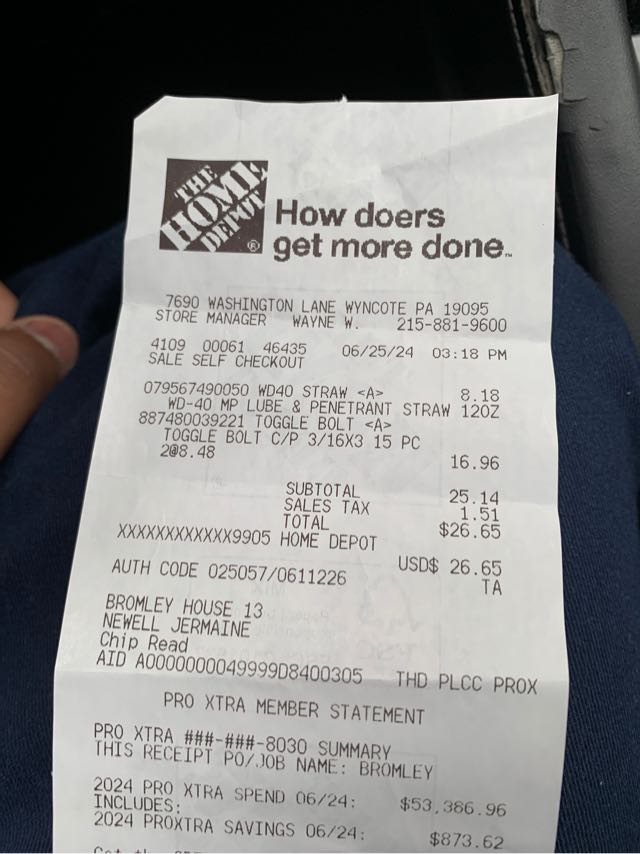 THE
HOME
DEPOT
®
How doers
get more done™
7690 WASHINGTON LANE WYNCOTE PA 19095
STORE MANAGER WAYNE W. 215-881-9600
4109 00061 46435 06/25/24 03:18 PM
SALE SELF CHECKOUT
079567490050 WD40 STRAW <A> 8.18
WD-40 MP LUBE & PENETRANT STRAW 12OZ
887480039221 TOGGLE BOLT <A>
TOGGLE BOLT C/P 3/16X3 15 PC
2@8.48 16.96
SUBTOTAL 25.14
SALES TAX 1.51
TOTAL $26.65
XXXXXXXXXXXX9905 HOME DEPOT
USD$ 26.65
AUTH CODE 025057/0611226 TA
BROMLEY HOUSE 13
NEWELL JERMAINE
Chip Read
AID A0000000049999D8400305 THD PLCC PROX
PRO XTRA MEMBER STATEMENT
PRO XTRA ###-###-8030 SUMMARY
THIS RECEIPT PO/JOB NAME: BROMLEY
2024 PRO XTRA SPEND 06/24: $53,386.96
INCLUDES:
2024 PROXTRA SAVINGS 06/24: $873.62